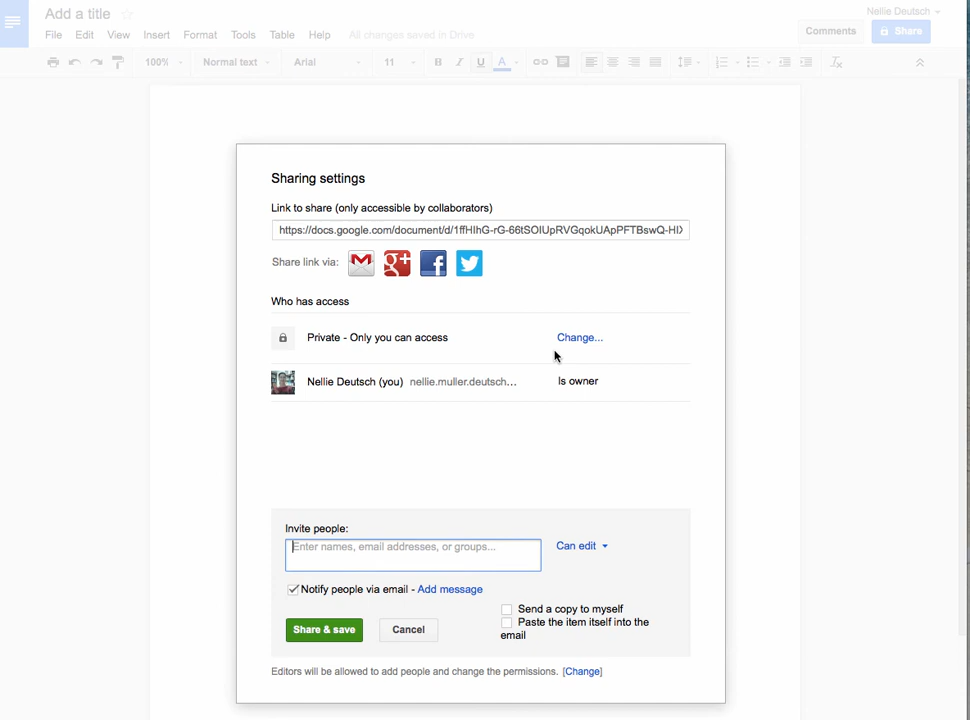 Add a title
Nellie Deutsch
File Edit View Insert Format Tools Table Help All changes saved in Drive
Comments Share
100% Normal text Arial 11 B I U A
Sharing settings
Link to share (only accessible by collaborators)
https://docs.google.com/document/d/1ffHIhG-rG-66tSOIUpRVGqokUApPFTBswQ-HIX
Share link via:
Who has access
Private - Only you can access Change...
Nellie Deutsch (you) nellie.muller.deutsch... Is owner
Invite people:
Enter names, email addresses, or groups...
Can edit
Notify people via email - Add message
Send a copy to myself
Paste the item itself into the
email
Share & save Cancel
Editors will be allowed to add people and change the permissions. [Change]